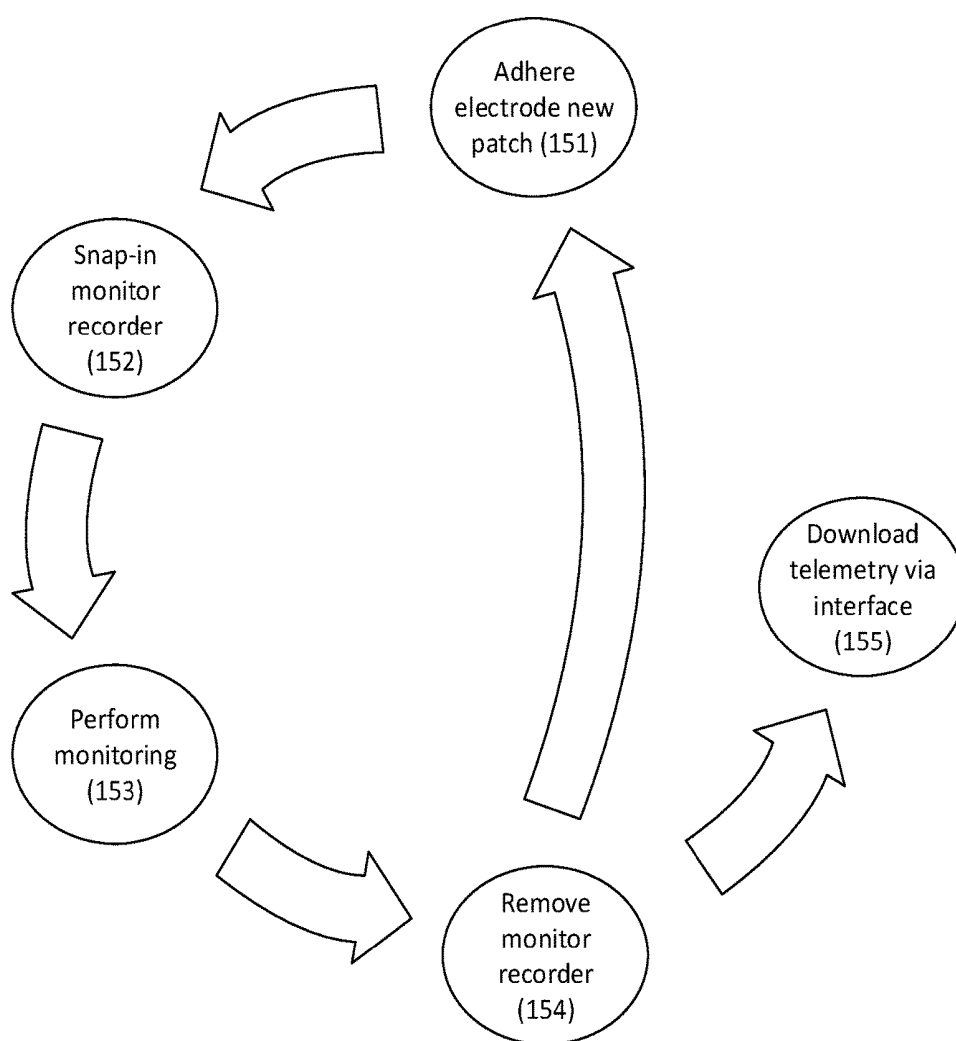 Adhere
electrode new
patch (151)
Snap-in
monitor
recorder
(152)
Perform
monitoring
(153)
Remove
monitor
recorder
(154)
Download
telemetry via
interface
(155)